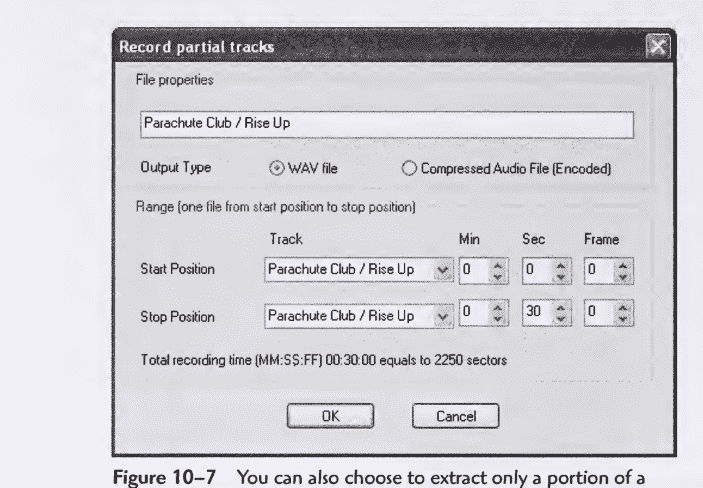 Record partial tracks
File properties
Parachute Club / Rise Up
Output Type WAV file Compressed Audio File (Encoded)
Range (one file from start position to stop position)
Track Min Sec Frame
Start Position Parachute Club / Rise Up 0 0 0
Stop Position Parachute Club / Rise Up 0 30 0
Total recording time (MM:SS:FF) 00:30:00 equals to 2250 sectors
OK Cancel
Figure 10–7 You can also choose to extract only a portion of a